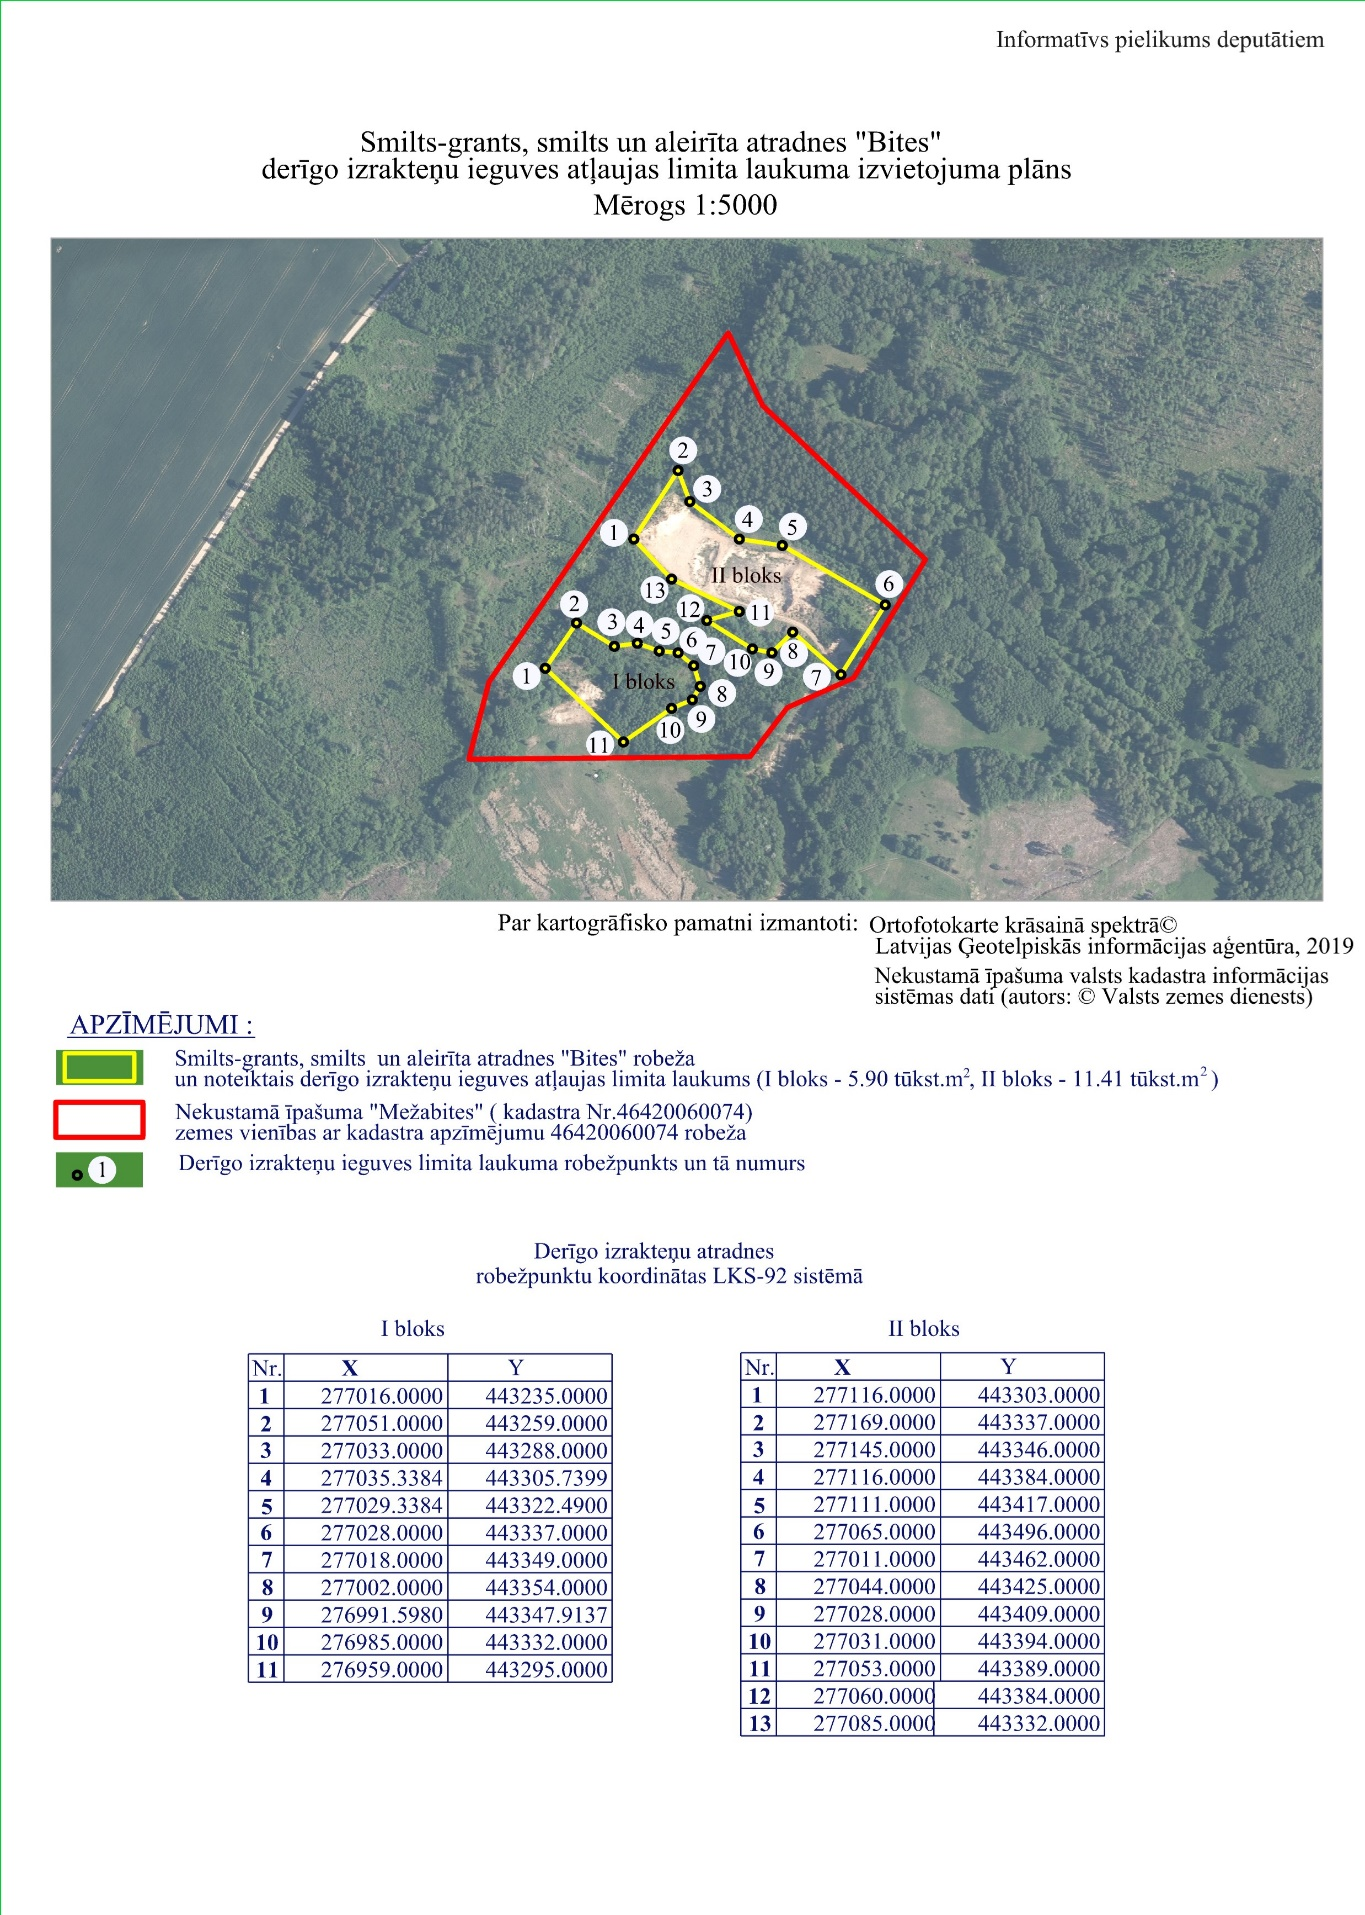 Informatīvs pielikums deputātiem
Smilts-grants, smilts un aleirīta atradnes "Bites"
derīgo izrakteņu ieguves atļaujas limita laukuma izvietojuma plāns
Mērogs 1:5000
2
3
1
4
5
II bloks
6
13
12
11
2
3
4
5
6
7
10
9
8
7
1
I bloks
8
9
10
11
Par kartogrāfisko pamatni izmantoti: Ortofotokarte krāsainā spektrā©
Latvijas Ģeotelpiskās informācijas aģentūra, 2019
Nekustamā īpašuma valsts kadastra informācijas
sistēmas dati (autors: © Valsts zemes dienests)
APZĪMĒJUMI :
Smilts-grants, smilts un aleirīta atradnes "Bites" robeža
un noteiktais derīgo izrakteņu ieguves atļaujas limita laukums (I bloks - 5.90 tūkst.m², II bloks - 11.41 tūkst.m²)
Nekustamā īpašuma "Mežabites" ( kadastra Nr.46420060074)
zemes vienības ar kadastra apzīmējumu 46420060074 robeža
1 Derīgo izrakteņu ieguves limita laukuma robežpunkts un tā numurs
Derīgo izrakteņu atradnes
robežpunktu koordinātas LKS-92 sistēmā
I bloks
Nr. X Y
1 277016.0000 443235.0000
2 277051.0000 443259.0000
3 277033.0000 443288.0000
4 277035.3384 443305.7399
5 277029.3384 443322.4900
6 277028.0000 443337.0000
7 277018.0000 443349.0000
8 277002.0000 443354.0000
9 276991.5980 443347.9137
10 276985.0000 443332.0000
11 276959.0000 443295.0000
II bloks
Nr. X Y
1 277116.0000 443303.0000
2 277169.0000 443337.0000
3 277145.0000 443346.0000
4 277116.0000 443384.0000
5 277111.0000 443417.0000
6 277065.0000 443496.0000
7 277011.0000 443462.0000
8 277044.0000 443425.0000
9 277028.0000 443409.0000
10 277031.0000 443394.0000
11 277053.0000 443389.0000
12 277060.0000 443384.0000
13 277085.0000 443332.0000